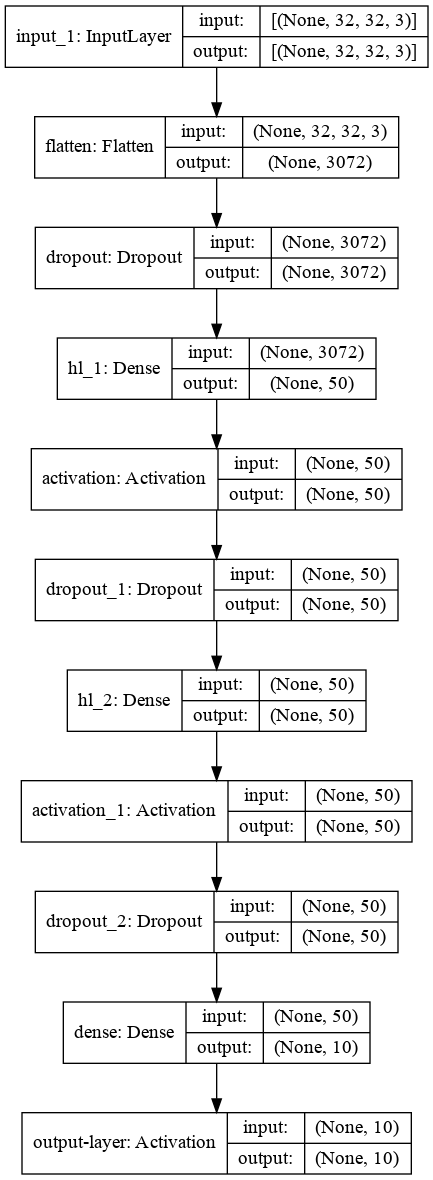 input_1: InputLayer
input: [(None, 32, 32, 3)]
output: [(None, 32, 32, 3)]
flatten: Flatten
input: (None, 32, 32, 3)
output: (None, 3072)
dropout: Dropout
input: (None, 3072)
output: (None, 3072)
hl_1: Dense
input: (None, 3072)
output: (None, 50)
activation: Activation
input: (None, 50)
output: (None, 50)
dropout_1: Dropout
input: (None, 50)
output: (None, 50)
hl_2: Dense
input: (None, 50)
output: (None, 50)
activation_1: Activation
input: (None, 50)
output: (None, 50)
dropout_2: Dropout
input: (None, 50)
output: (None, 50)
dense: Dense
input: (None, 50)
output: (None, 10)
output-layer: Activation
input: (None, 10)
output: (None, 10)